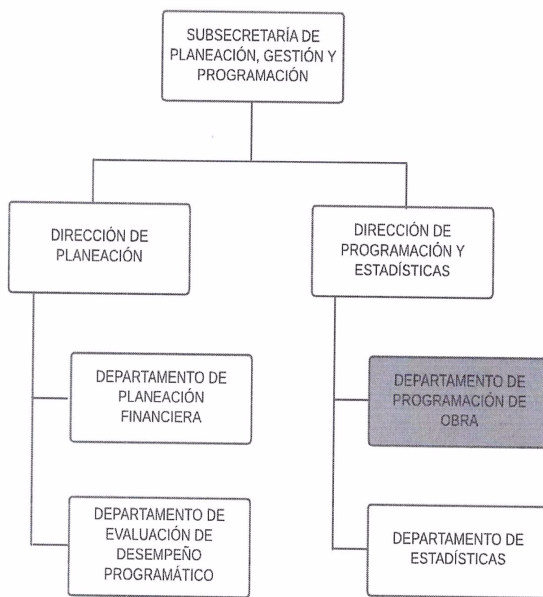 SUBSECRETARÍA DE
PLANEACIÓN, GESTIÓN Y
PROGRAMACIÓN
DIRECCIÓN DE
PLANEACIÓN
DIRECCIÓN DE
PROGRAMACIÓN Y
ESTADÍSTICAS
DEPARTAMENTO DE
PLANEACIÓN
FINANCIERA
DEPARTAMENTO DE
PROGRAMACIÓN DE
OBRA
DEPARTAMENTO DE
EVALUACIÓN DE
DESEMPEÑO
PROGRAMÁTICO
DEPARTAMENTO DE
ESTADÍSTICAS